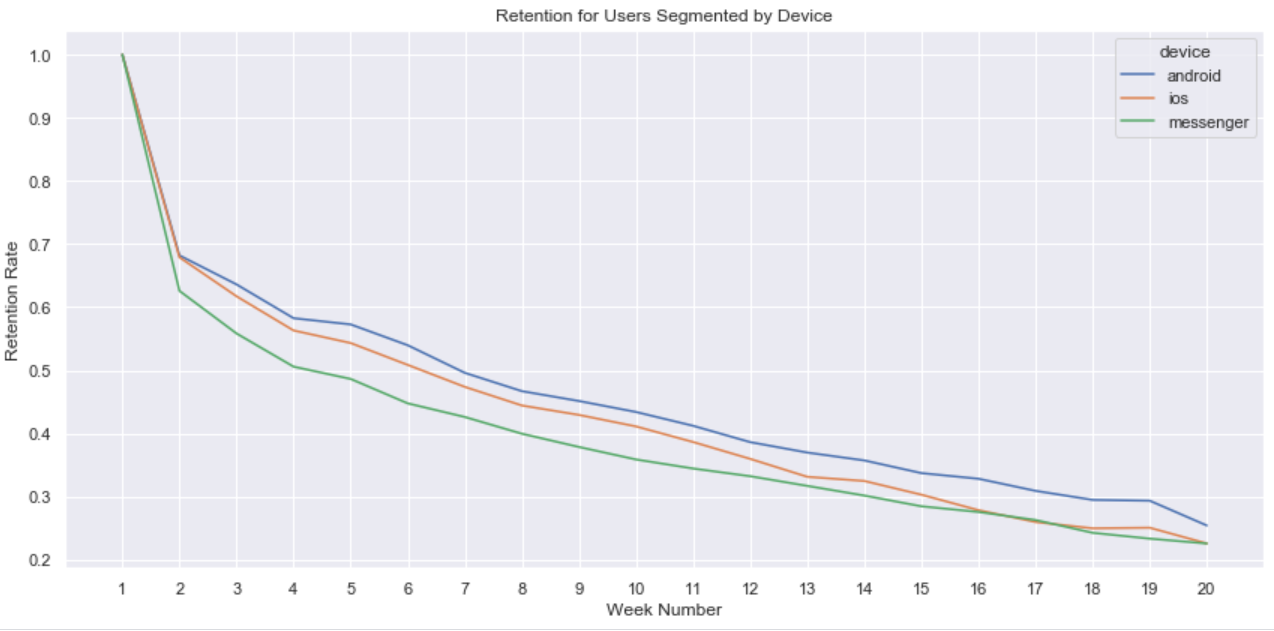 Retention for Users Segmented by Device
device
android
ios
messenger
Retention Rate
1.0
0.9
0.8
0.7
0.6
0.5
0.4
0.3
0.2
1 2 3 4 5 6 7 8 9 10 11 12 13 14 15 16 17 18 19 20
Week Number